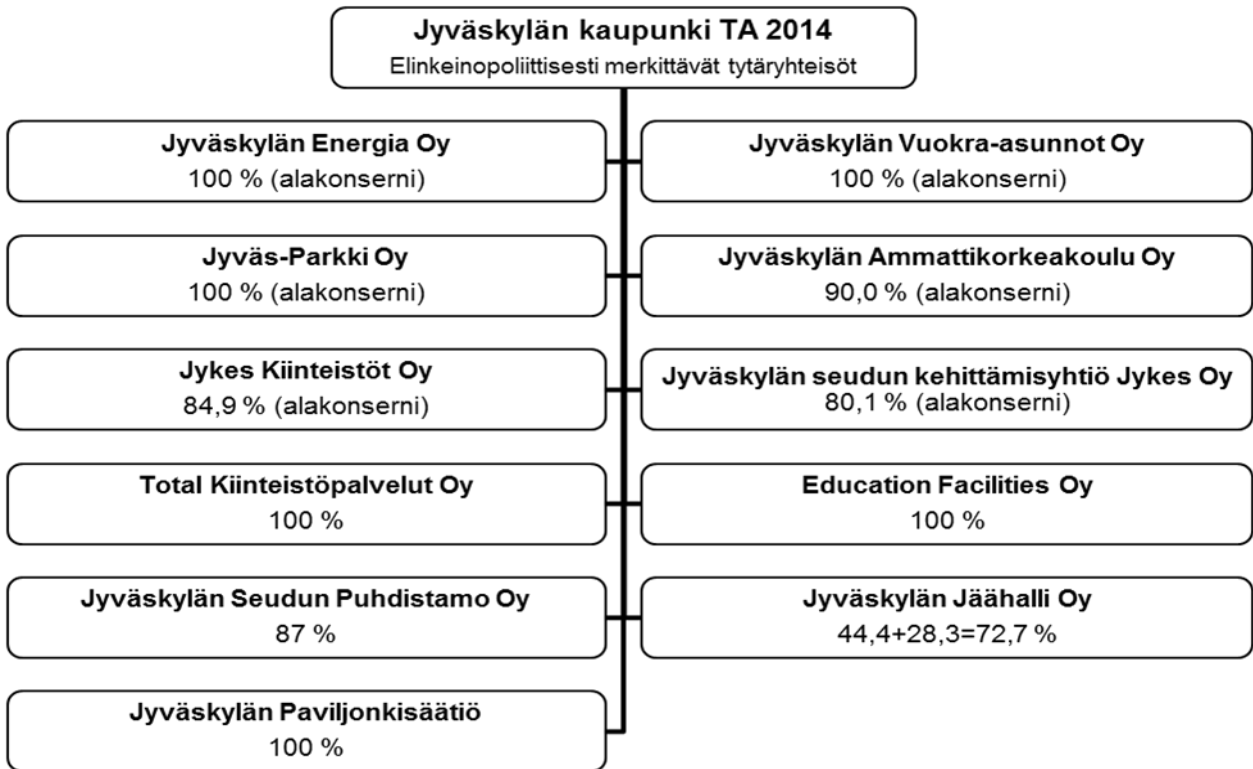 Jyväskylän kaupunki TA 2014
Elinkeinopoliittisesti merkittävät tytäryhteisöt
Jyväskylän Energia Oy
100 % (alakonserni)
Jyväskylän Vuokra-asunnot Oy
100 % (alakonserni)
Jyväs-Parkki Oy
100 % (alakonserni)
Jyväskylän Ammattikorkeakoulu Oy
90,0 % (alakonserni)
Jykes Kiinteistöt Oy
84,9 % (alakonserni)
Jyväskylän seudun kehittämisyhtiö Jykes Oy
80,1 % (alakonserni)
Total Kiinteistöpalvelut Oy
100 %
Education Facilities Oy
100 %
Jyväskylän Seudun Puhdistamo Oy
87 %
Jyväskylän Jäähalli Oy
44,4+28,3=72,7 %
Jyväskylän Paviljonkisäätiö
100 %